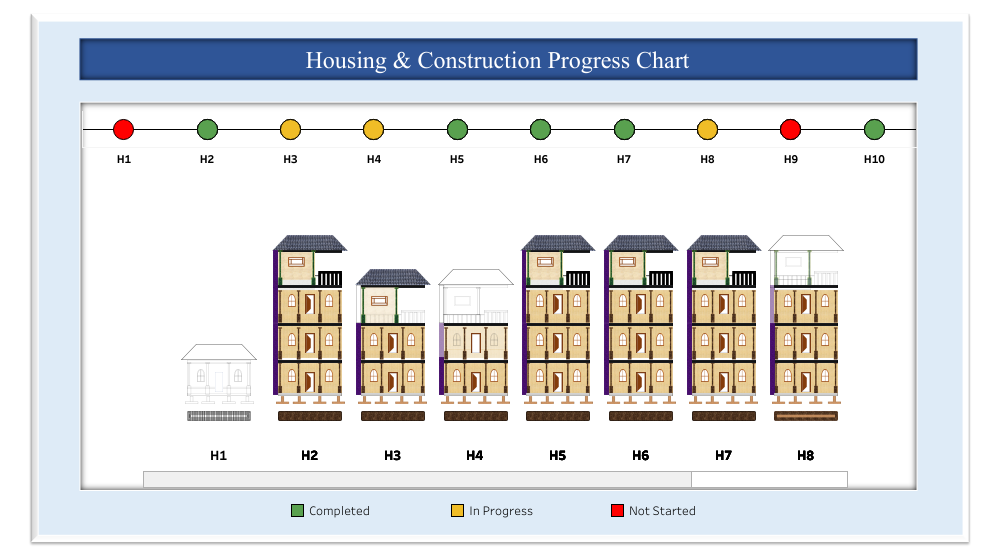 Housing & Construction Progress Chart
H1 H2 H3 H4 H5 H6 H7 H8 H9 H10
H1 H2 H3 H4 H5 H6 H7 H8
Completed In Progress Not Started